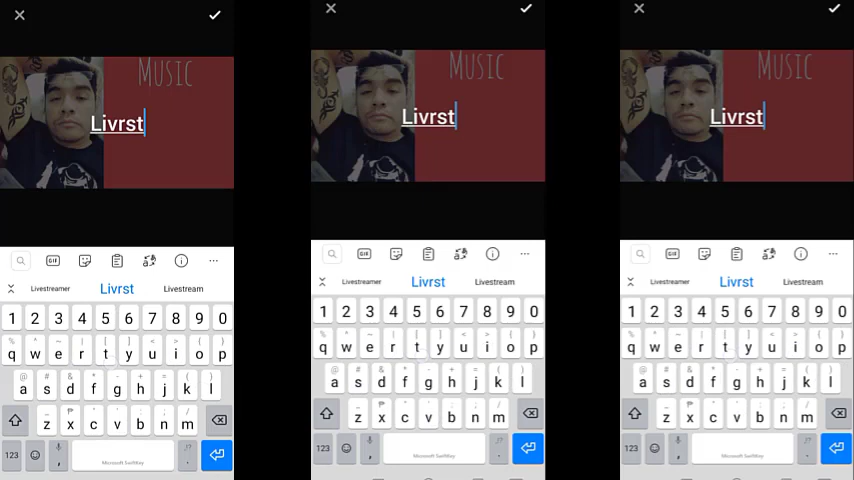 Music
Livrst
Livestreamer Livrst Livestream
1 2 3 4 5 6 7 8 9 0
q w e r t y u i o p
a s d f g h j k l
z x c v b n m
123 , Microsoft SwiftKey .
Music
Livrst
Livestreamer Livrst Livestream
1 2 3 4 5 6 7 8 9 0
q w e r t y u i o p
a s d f g h j k l
z x c v b n m
123 , Microsoft SwiftKey .
Music
Livrst
Livestreamer Livrst Livestream
1 2 3 4 5 6 7 8 9 0
q w e r t y u i o p
a s d f g h j k l
z x c v b n m
123 , Microsoft SwiftKey .